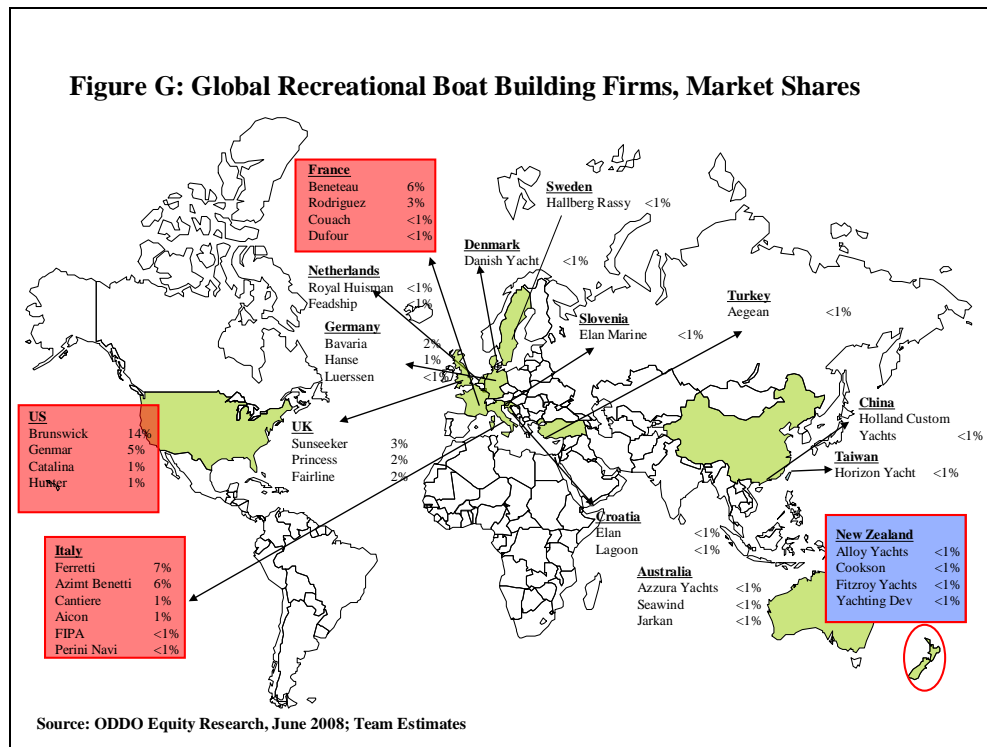 Figure G: Global Recreational Boat Building Firms, Market Shares
France
Beneteau 6%
Rodriguez 3%
Couach <1%
Dufour <1%
Sweden
Hallberg Rassy <1%
Denmark
Danish Yacht <1%
Netherlands
Royal Huisman <1%
Feadship <1%
Germany
Bavaria 2%
Hanse 1%
Luerssen <1%
Slovenia
Elan Marine <1%
Turkey
Aegean <1%
US
Brunswick 14%
Genmar 5%
Catalina 1%
Hunter 1%
UK
Sunseeker 3%
Princess 2%
Fairline 2%
China
Holland Custom
Yachts <1%
Taiwan
Horizon Yacht <1%
Croatia
Elan <1%
Lagoon <1%
Italy
Ferretti 7%
Azimt Benetti 6%
Cantiere 1%
Aicon 1%
FIPA <1%
Perini Navi <1%
Australia
Azzura Yachts <1%
Seawind <1%
Jarkan <1%
New Zealand
Alloy Yachts <1%
Cookson <1%
Fitzroy Yachts <1%
Yachting Dev <1%
Source: ODDO Equity Research, June 2008; Team Estimates